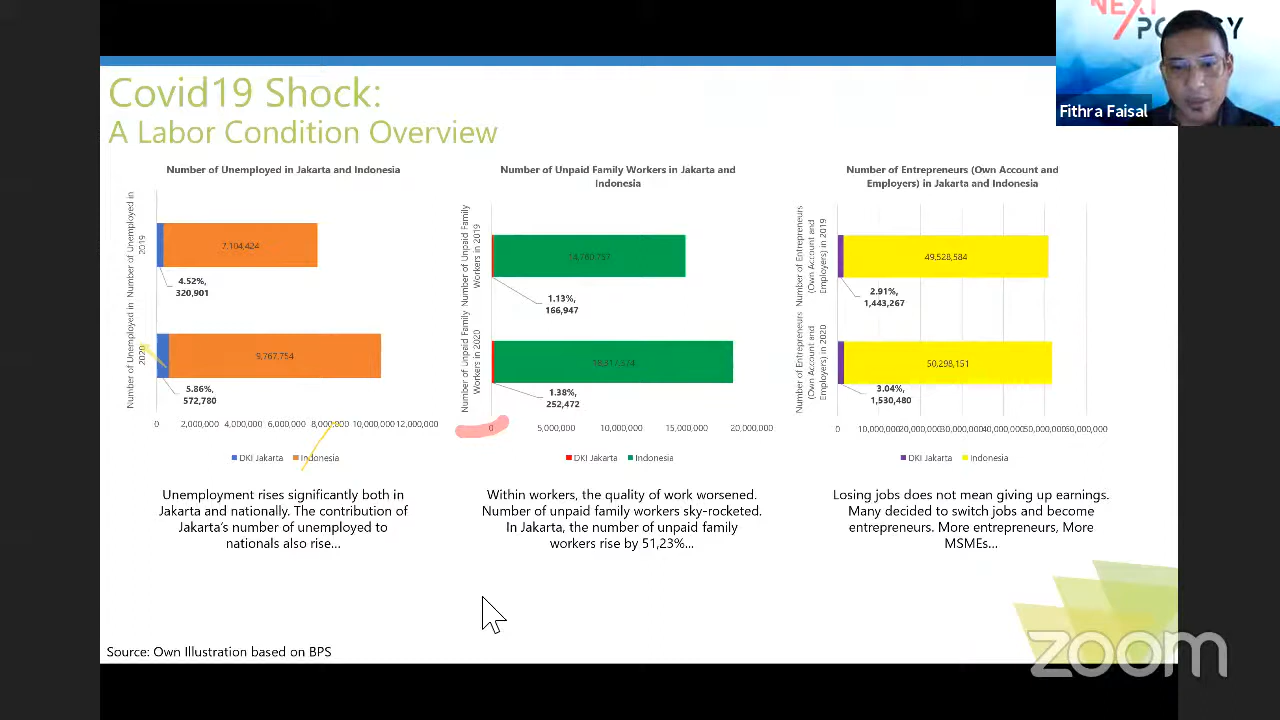 NEXT
POLICY
Fithra Faisal
Covid19 Shock:
A Labor Condition Overview
Number of Unemployed in Jakarta and Indonesia
Number of Unemployed in
2019
7,104,424
4.52%,
320,901
Number of Unemployed in
2020
9,767,754
5.86%,
572,780
0 2,000,000 4,000,000 6,000,000 8,000,000 10,000,000 12,000,000
DKI Jakarta Indonesia
Number of Unpaid Family Workers in Jakarta and
Indonesia
Number of Unpaid Family
Workers in 2019
1.13%,
166,947
Number of Unpaid Family
Workers in 2020
1.38%,
252,472
0 5,000,000 10,000,000 15,000,000 20,000,000
DKI Jakarta Indonesia
Number of Entrepreneurs (Own Account and
Employers) in Jakarta and Indonesia
Number of Entrepreneurs
(Own Account and
Employers) in 2019
49,528,584
2.91%,
1,443,267
Number of Entrepreneurs
(Own Account and
Employers) in 2020
50,298,151
3.04%,
1,530,480
0 10,000,000 20,000,000 30,000,000 40,000,000 50,000,000 60,000,000
DKI Jakarta Indonesia
Unemployment rises significantly both in
Jakarta and nationally. The contribution of
Jakarta's number of unemployed to
nationals also rise...
Within workers, the quality of work worsened.
Number of unpaid family workers sky-rocketed.
In Jakarta, the number of unpaid family
workers rise by 51,23%...
Losing jobs does not mean giving up earnings.
Many decided to switch jobs and become
entrepreneurs. More entrepreneurs, More
MSMEs...
Source: Own Illustration based on BPS
zoom